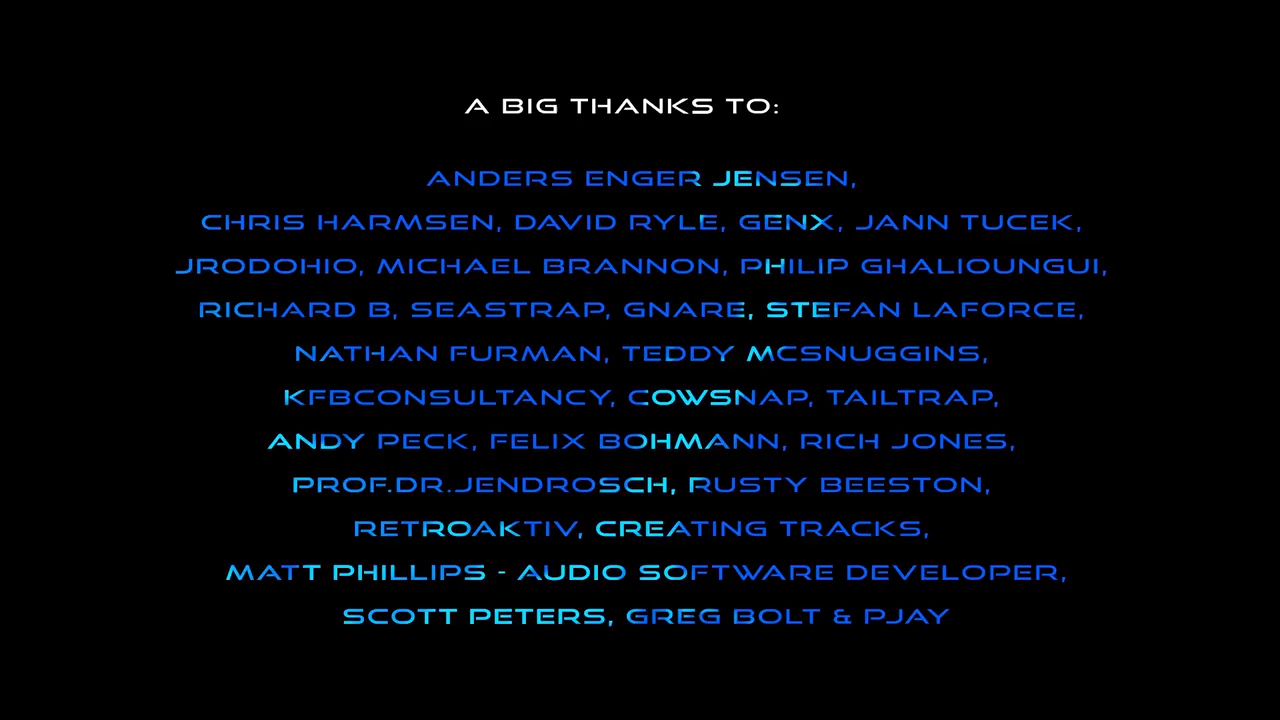 A BIG THANKS TO:
ANDERS ENGER JENSEN,
CHRIS HARMSEN, DAVID RYLE, GENX, JANN TUCEK,
JRODOHIO, MICHAEL BRANNON, PHILIP GHALIOUNGUI,
RICHARD B, SEASTRAP, GNARE, STEFAN LAFORCE,
NATHAN FURMAN, TEDDY MCSNUGGINS,
KFBCONSULTANCY, COWSNAP, TAILTRAP,
ANDY PECK, FELIX BOHMANN, RICH JONES,
PROF.DR.JENDROSCH, RUSTY BEESTON,
RETROAKTIV, CREATING TRACKS,
MATT PHILLIPS - AUDIO SOFTWARE DEVELOPER,
SCOTT PETERS, GREG BOLT & PJAY